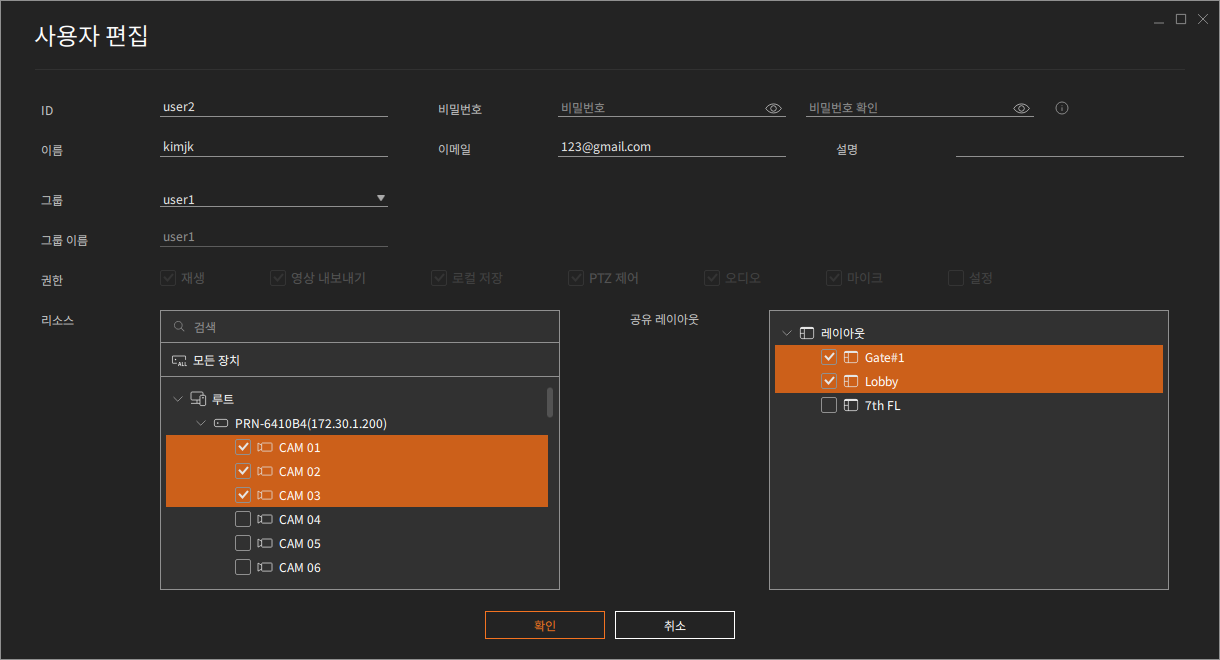 사용자 편집
ID user2 비밀번호 비밀번호 비밀번호 확인
이름 kimjk 이메일 123@gmail.com 설명
그룹 user1
그룹 이름 user1
권한 재생 영상 내보내기 로컬 저장 PTZ 제어 오디오 마이크 설정
리소스 검색 공유 레이아웃
ALL 모든 장치
루트
PRN-6410B4(172.30.1.200)
CAM 01
CAM 02
CAM 03
CAM 04
CAM 05
CAM 06
레이아웃
Gate#1
Lobby
7th FL
확인 취소